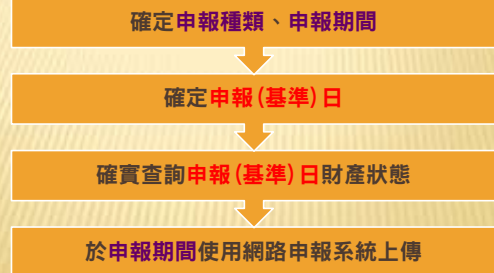 確定申報種類、申報期間
確定申報(基準)日
確實查詢申報(基準)日財產狀態
於申報期間使用網路申報系統上傳